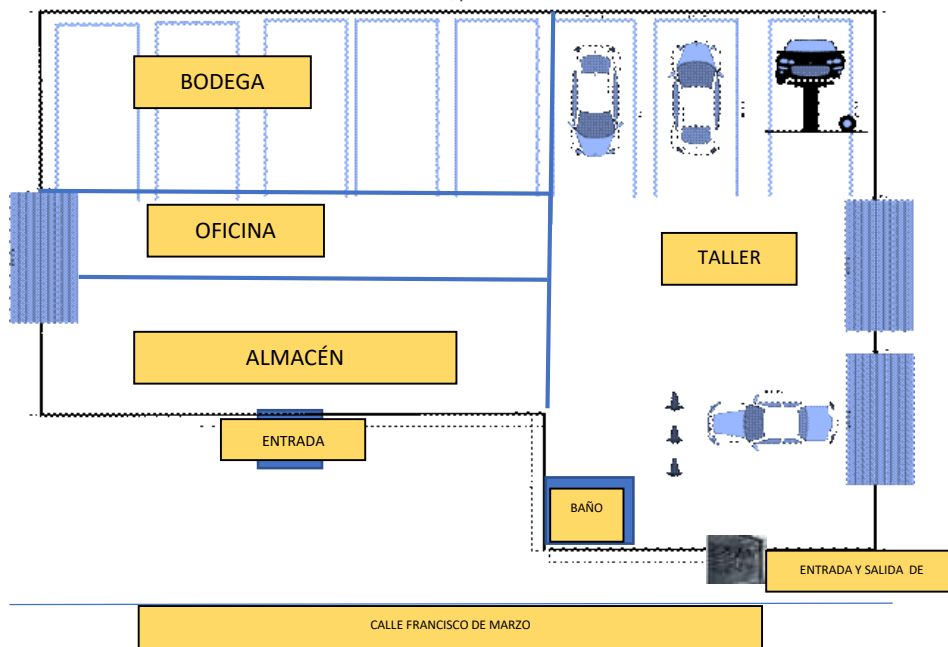 BODEGA
OFICINA
TALLER
ALMACÉN
ENTRADA
BAÑO
ENTRADA Y SALIDA DE
CALLE FRANCISCO DE MARZO